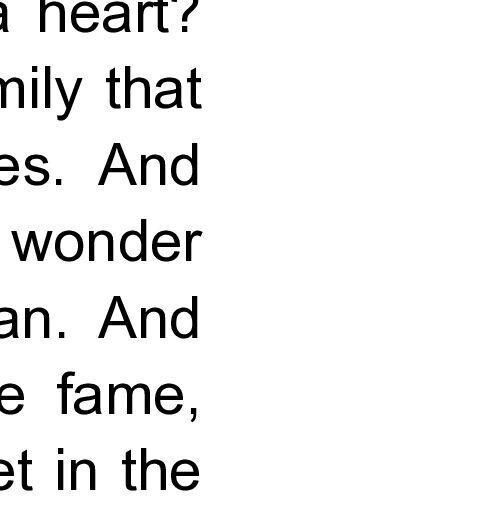 a heart?
mily that
es. And
wonder
an. And
e fame,
et in the